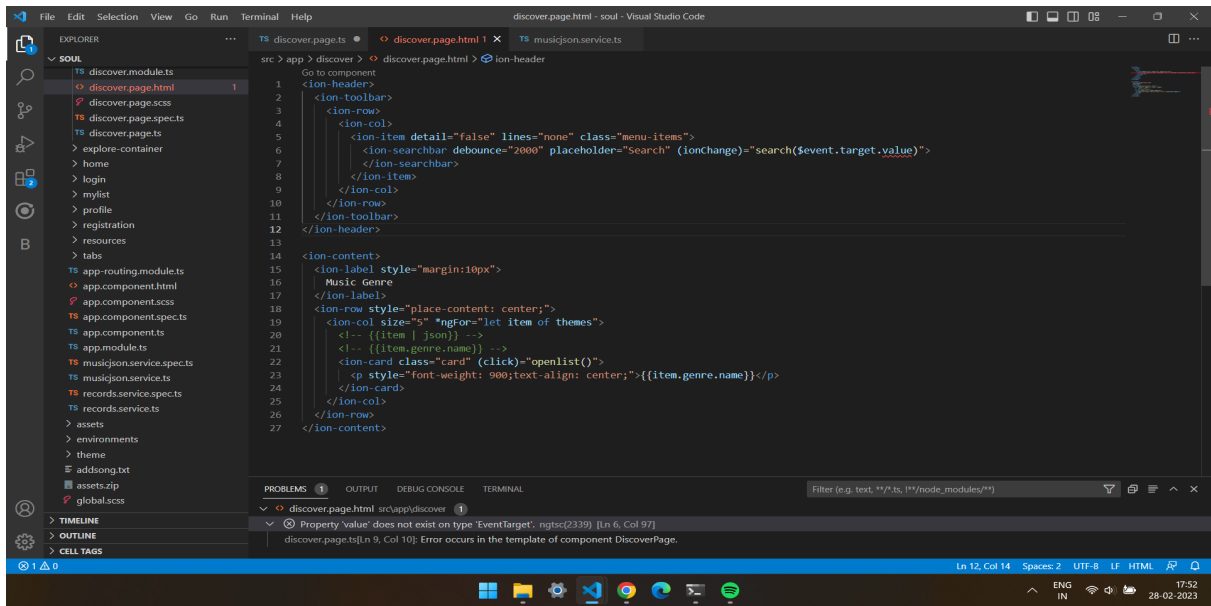 File Edit Selection View Go Run Terminal Help
discover.page.html - soul - Visual Studio Code
EXPLORER
SOUL
TS discover.module.ts
discover.page.html 1
discover.page.scss
TS discover.page.spec.ts
TS discover.page.ts
explore-container
home
login
mylist
profile
registration
resources
tabs
TS app-routing.module.ts
app.component.html
app.component.scss
TS app.component.spec.ts
TS app.component.ts
TS app.module.ts
TS musicjson.service.spec.ts
TS musicjson.service.ts
TS records.service.spec.ts
TS records.service.ts
assets
environments
theme
addsong.txt
assets.zip
global.scss
TIMELINE
OUTLINE
CELL TAGS
1
2
B
TS discover.page.ts ● <> discover.page.html 1 TS musicjson.service.ts
src > app > discover > <> discover.page.html > ion-header
Go to component
1 <ion-header>
2 <ion-toolbar>
3 <ion-row>
4 <ion-col>
5 <ion-item detail="false" lines="none" class="menu-items">
6 <ion-searchbar debounce="2000" placeholder="Search" (ionChange)="search($event.target.value)">
7 </ion-searchbar>
8 </ion-item>
9 </ion-col>
10 </ion-row>
11 </ion-toolbar>
12 </ion-header>
13
14 <ion-content>
15 <ion-label style="margin:10px">
16 Music Genre
17 </ion-label>
18 <ion-row style="place-content: center;">
19 <ion-col size="5" *ngFor="let item of themes">
20 <!-- {{item | json}} -->
21 <!-- {{item.genre.name}} -->
22 <ion-card class="card" (click)="openlist()">
23 <p style="font-weight: 900;text-align: center;">{{item.genre.name}}</p>
24 </ion-card>
25 </ion-col>
26 </ion-row>
27 </ion-content>
PROBLEMS 1 OUTPUT DEBUG CONSOLE TERMINAL
Filter (e.g. text, **/*.ts, !**/node_modules/**)
discover.page.html src\app\discover 1
Property 'value' does not exist on type 'EventTarget'. ngtsc(2339) [Ln 6, Col 97]
discover.page.ts[Ln 9, Col 10]: Error occurs in the template of component DiscoverPage.
1 0
Ln 12, Col 14 Spaces: 2 UTF-8 LF HTML
ENG
IN
17:52
28-02-2023